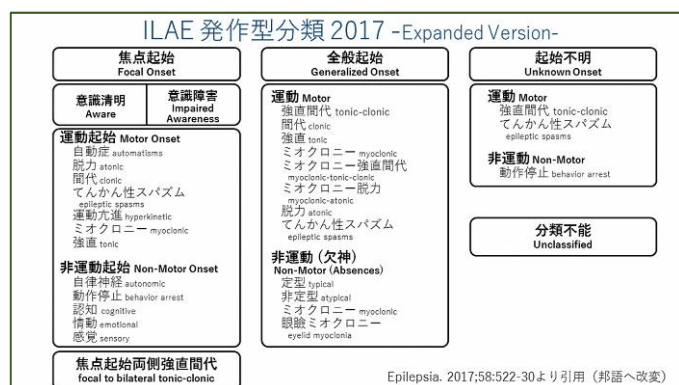 ILAE 発作型分類 2017 -Expanded Version-
焦点起始
Focal Onset
意識清明
Aware
意識障害
Impaired
Awareness
運動起始 Motor Onset
自動症 automatisms
脱力 atonic
間代 clonic
てんかん性スパズム
epileptic spasms
運動亢進 hyperkinetic
ミオクロニー myoclonic
強直 tonic
非運動起始 Non-Motor Onset
自律神経 autonomic
動作停止 behavior arrest
認知 cognitive
情動 emotional
感覚 sensory
焦点起始両側強直間代
focal to bilateral tonic-clonic
全般起始
Generalized Onset
運動 Motor
強直間代 tonic-clonic
間代 clonic
強直 tonic
ミオクロニー myoclonic
ミオクロニー強直間代
myoclonic-tonic-clonic
ミオクロニー脱力
myoclonic-atonic
脱力 atonic
てんかん性スパズム
epileptic spasms
非運動 (欠神)
Non-Motor (Absences)
定型 typical
非定型 atypical
ミオクロニー myoclonic
眼瞼ミオクロニー
eyelid myoclonia
起始不明
Unknown Onset
運動 Motor
強直間代 tonic-clonic
てんかん性スパズム
epileptic spasms
非運動 Non-Motor
動作停止 behavior arrest
分類不能
Unclassified
Epilepsia. 2017;58:522-30より引用（邦語へ改変）